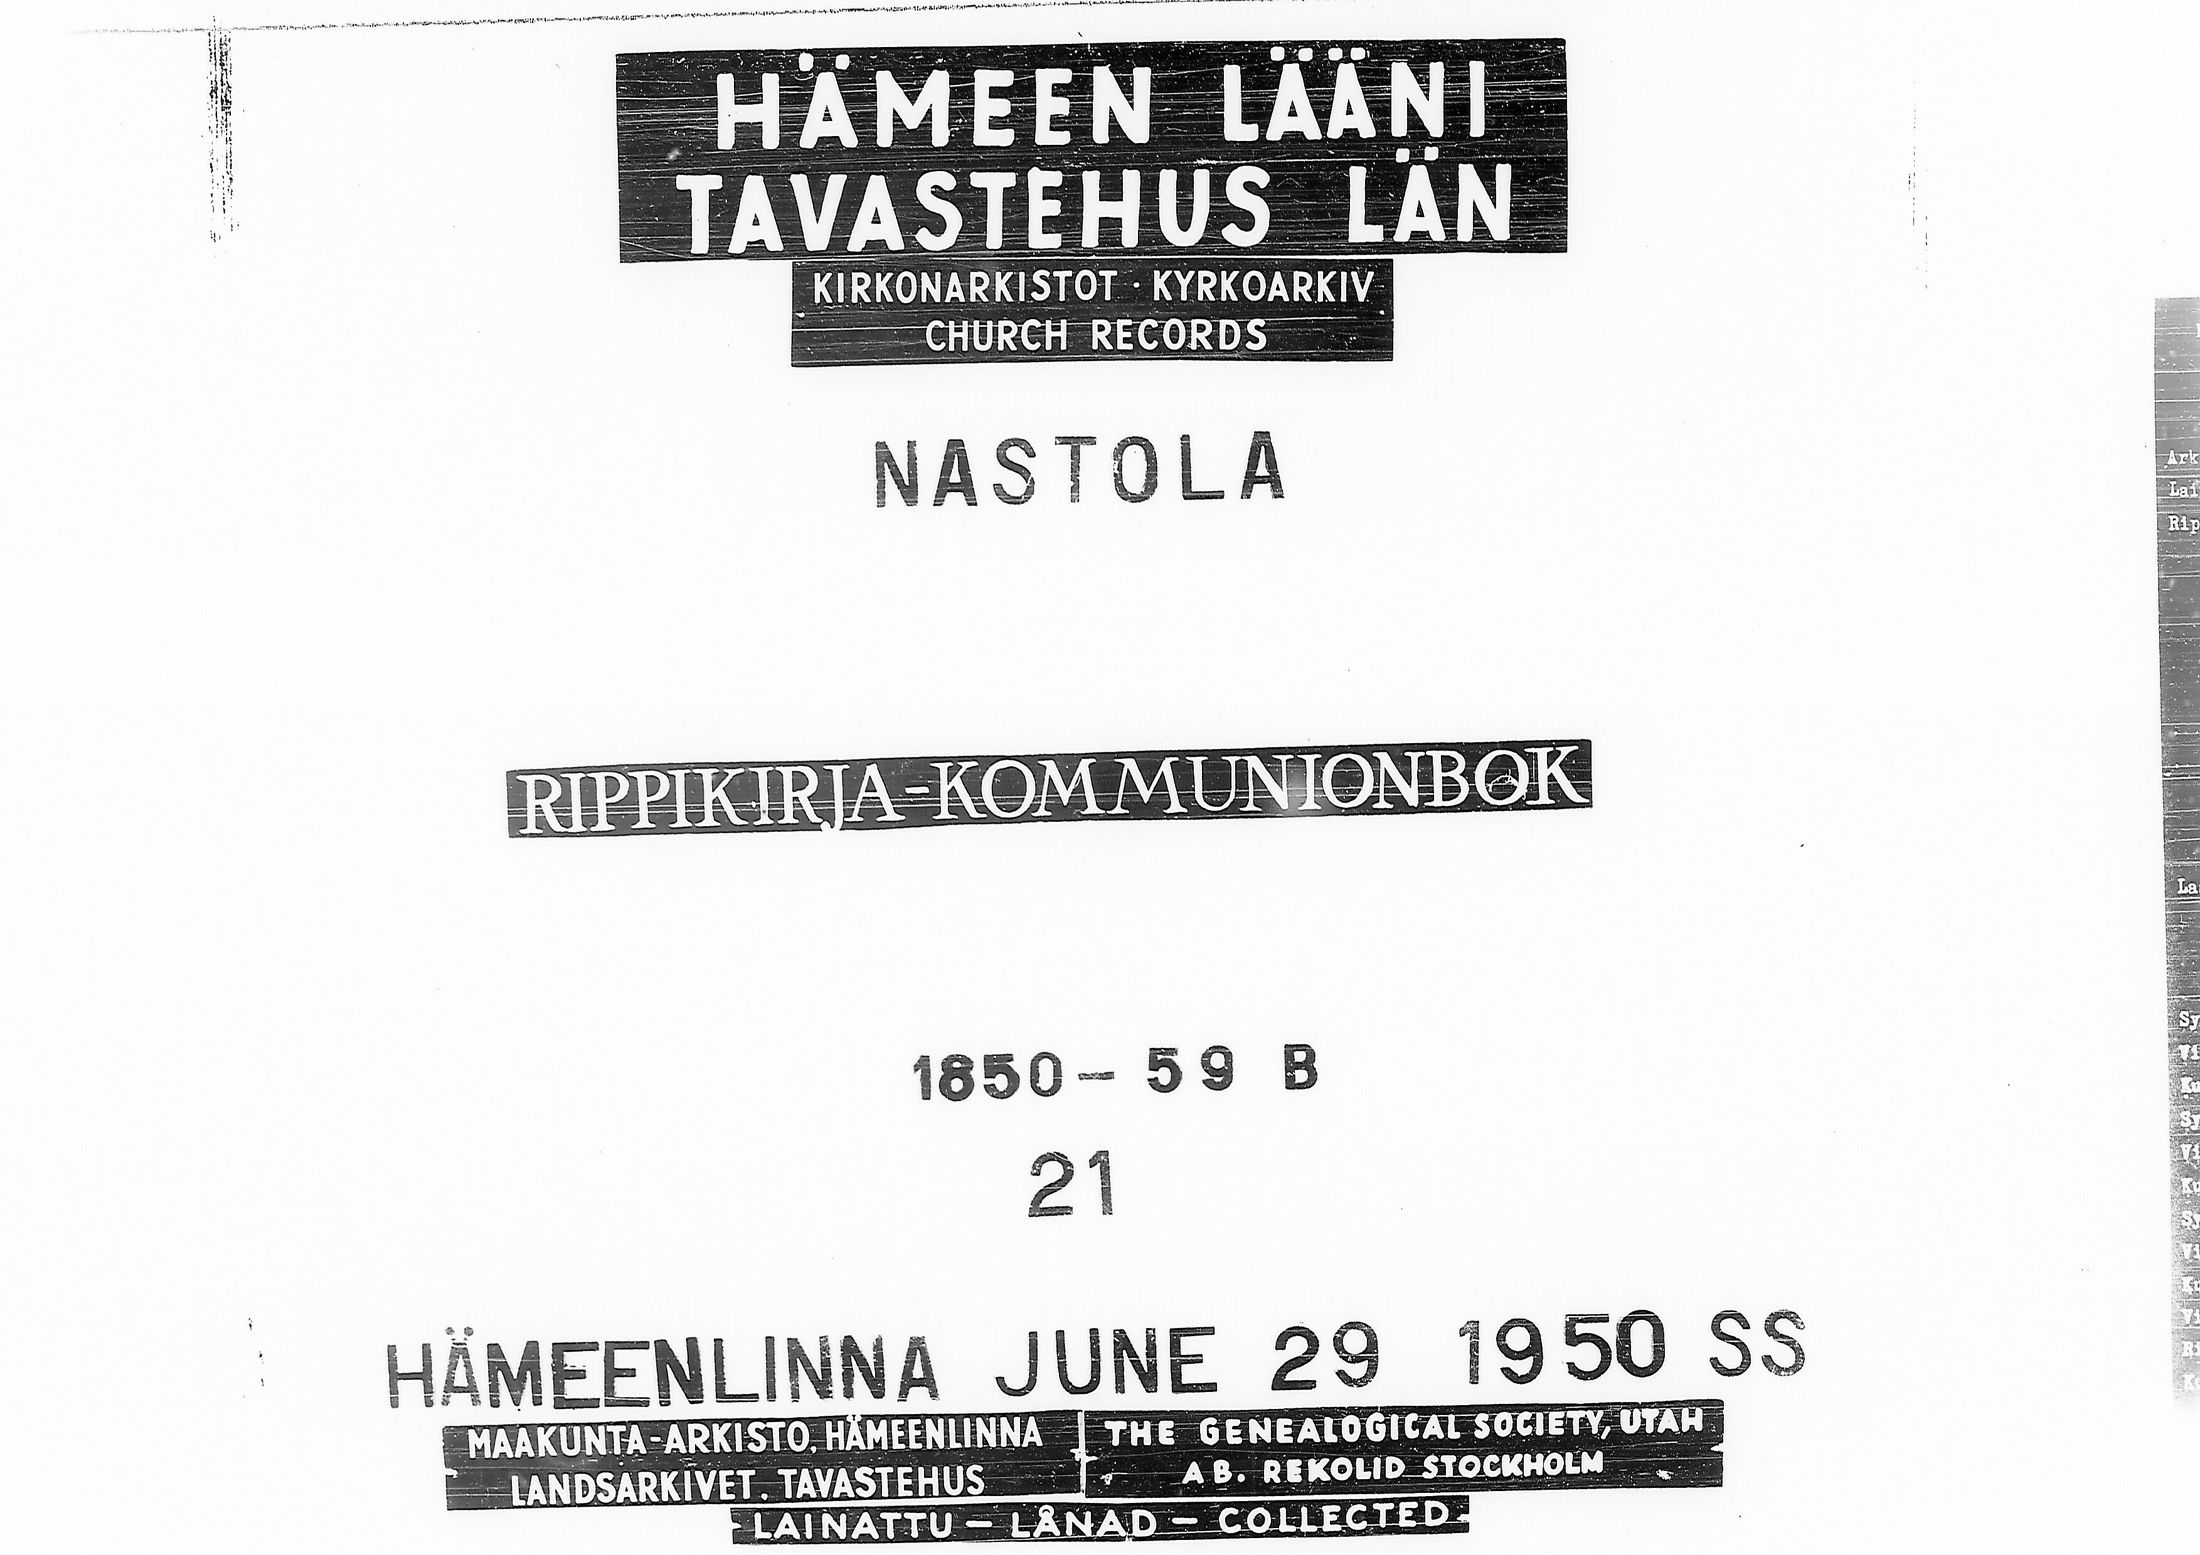 HÄMEEN LÄÄNI
TAVASTEHUS LÄN
KIRKONARKISTOT · KYRKOARKIV
CHURCH RECORDS
NASTOLA
RIPPIKIRJA-KOMMUNIONBOK
1850-59 B
21
HÄMEENLINNA JUNE 29 1950 SS
MAAKUNTA-ARKISTO, HÄMEENLINNA
LANDSARKIVET, TAVASTEHUS
THE GENEALOGICAL SOCIETY, UTAH
AB. REKOLID STOCKHOLM
LAINATTU - LÅNAD - COLLECTED